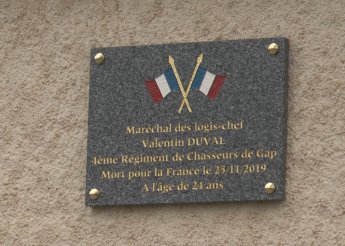 Maréchal des logis-chef
Valentin DUVAL
4ème Régiment de Chasseurs de Gap
Mort pour la France le 25/11/2019
A l'âge de 24 ans